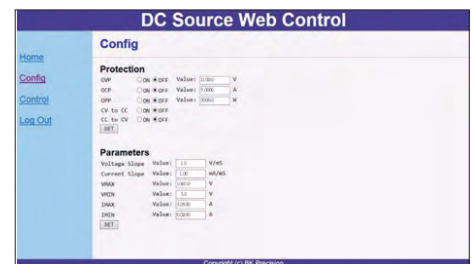 DC Source Web Control
Config
Home
Config
Control
Log Out
Protection
OVP ON OFF Value: V
OCP ON OFF Value: A
OPP ON OFF Value: W
CV to CC ON OFF
CC to CV ON OFF
SET
Parameters
Voltage Slope Value: V/mS
Current Slope Value: mA/mS
VMAX Value: V
VMIN Value: V
IMAX Value: A
IMIN Value: A
SET
Copyright (c) BK Precision